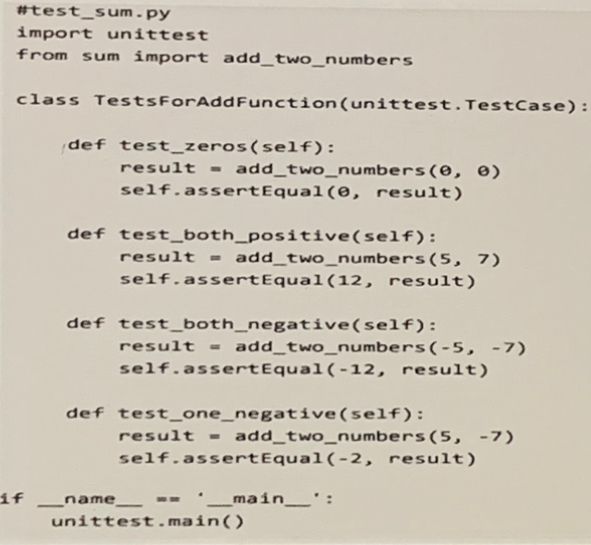 #test_sum.py
import unittest
from sum import add_two_numbers
class TestsForAddFunction(unittest.TestCase):
def test_zeros(self):
result = add_two_numbers(0, 0)
self.assertEqual(0, result)
def test_both_positive(self):
result = add_two_numbers(5, 7)
self.assertEqual(12, result)
def test_both_negative(self):
result = add_two_numbers(-5, -7)
self.assertEqual(-12, result)
def test_one_negative(self):
result = add_two_numbers(5, -7)
self.assertEqual(-2, result)
if __name__ == '__main__':
unittest.main()